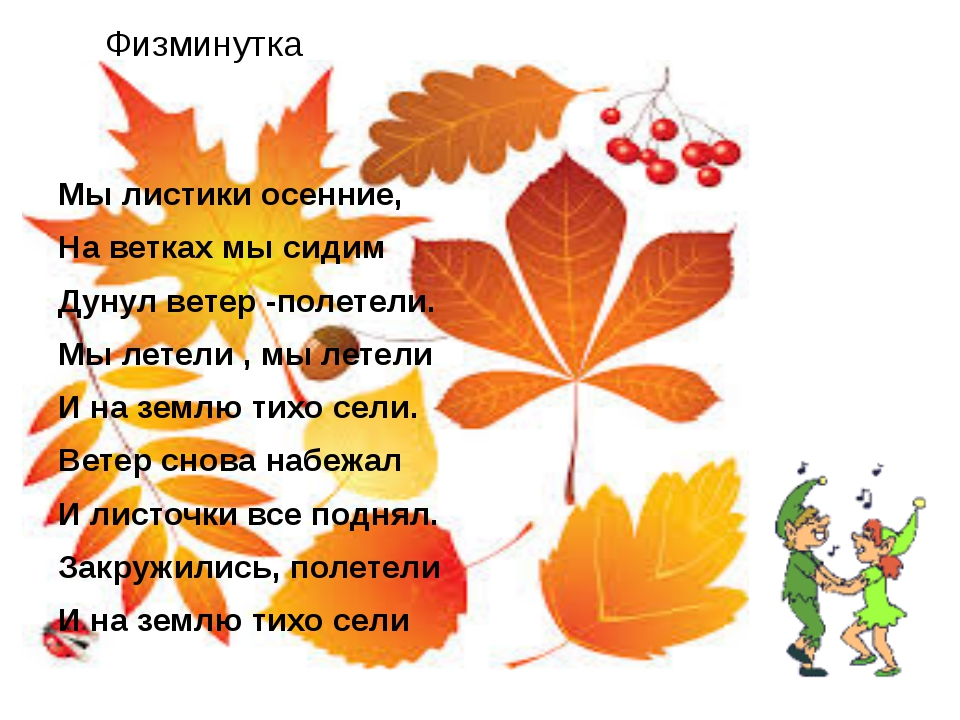 Физминутка
Мы листики осенние,
На ветках мы сидим
Дунул ветер -полетели.
Мы летели , мы летели
И на землю тихо сели.
Ветер снова набежал
И листочки все поднял.
Закружились, полетели
И на землю тихо сели